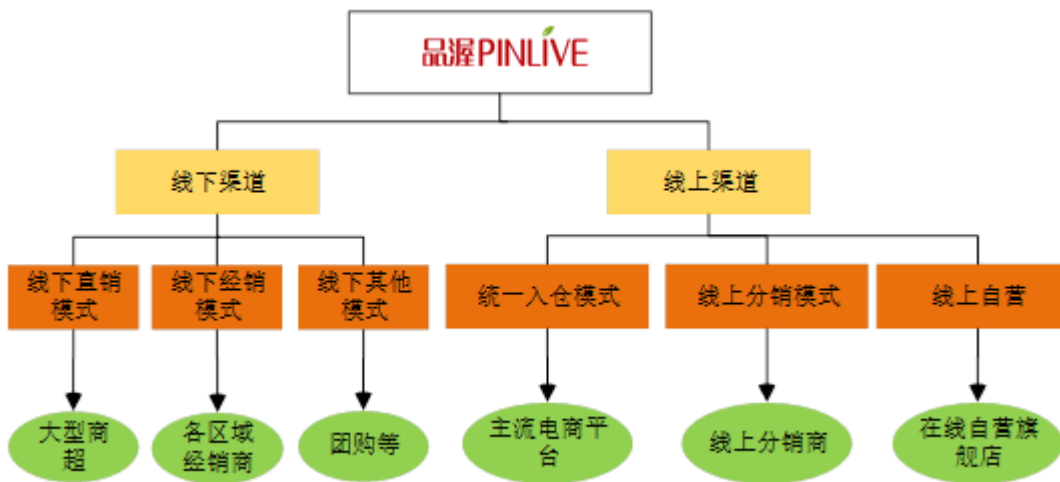 品渥PINLIVE
线下渠道
线上渠道
线下直销
模式
线下经销
模式
线下其他
模式
统一入仓模式
线上分销模式
线上自营
大型商
超
各区域
经销商
团购等
主流电商平
台
线上分销商
在线自营旗
舰店